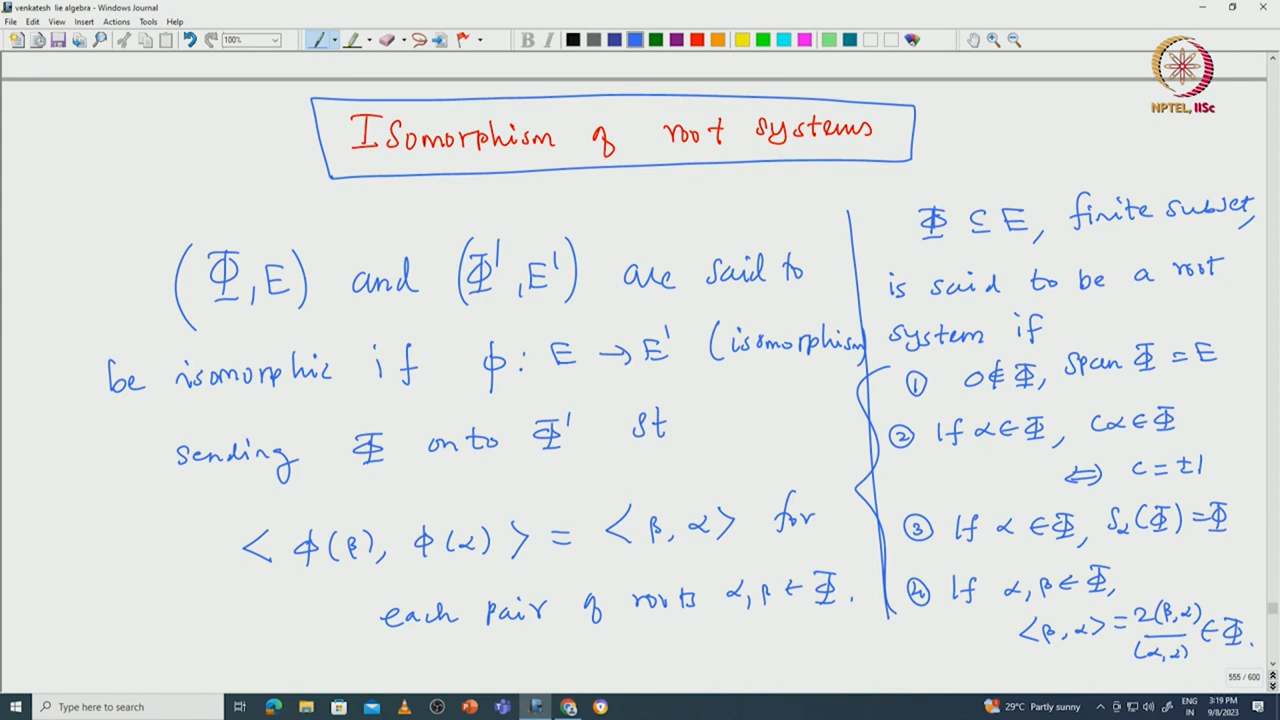 venkatesh lie algebra - Windows Journal
File Edit View Insert Actions Tools Help
100%
B I
NPTEL, IISc
Isomorphism of root systems
(Φ, E) and (Φ', E') are said to
be isomorphic if φ : E → E' (isomorphism)
sending Φ onto Φ' st
< φ(β), φ(α) > = < β, α > for
each pair of roots α, β ∈ Φ.
Φ ⊆ E, finite subset,
is said to be a root
system if
① 0 ∉ Φ, span Φ = E
② If α ∈ Φ, cα ∈ Φ
⇔ c = ±1
③ If α ∈ Φ, S_α(Φ) = Φ
④ If α, β ∈ Φ,
<β, α> = 2(β,α)/(α,α) ∈ Φ.
555 / 600
Type here to search
29°C Partly sunny
ENG
IN
3:19 PM
9/8/2023